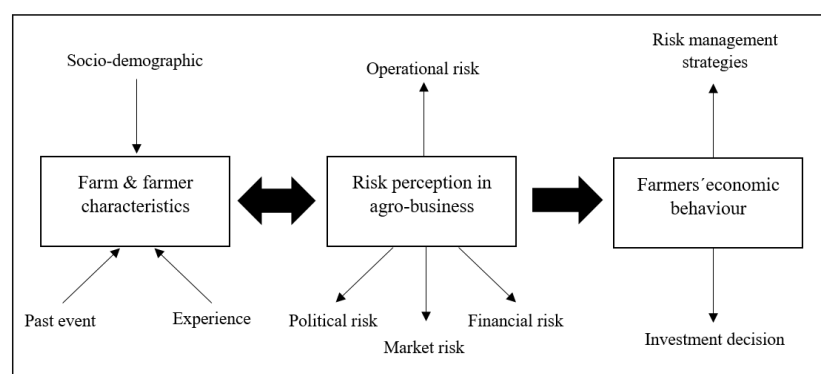 Socio-demographic
Operational risk
Risk management
strategies
Farm & farmer
characteristics
Risk perception in
agro-business
Farmers´economic
behaviour
Past event
Experience
Political risk
Market risk
Financial risk
Investment decision